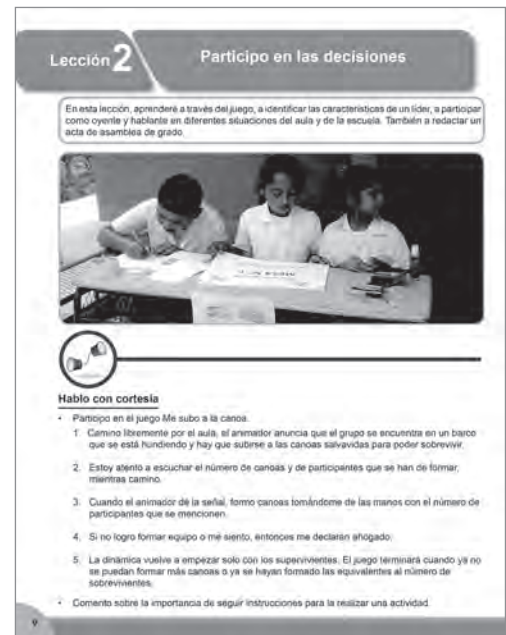 Lección 2
Participo en las decisiones
En esta lección, aprenderé a través del juego, a identificar las características de un líder, a participar
como oyente y hablante en diferentes situaciones del aula y de la escuela. También a redactar un
acta de asamblea de grado.
Hablo con cortesía
• Participo en el juego Me subo a la canoa.
1. Camino libremente por el aula, el animador anuncia que el grupo se encuentra en un barco
que se está hundiendo y hay que subirse a las canoas salvavidas para poder sobrevivir.
2. Estoy atento a escuchar el número de canoas y de participantes que se han de formar,
mientras camino.
3. Cuando el animador de la señal, formo canoas tomándome de las manos con el número de
participantes que se mencionen.
4. Si no logro formar equipo o me siento, entonces me declaran ahogado.
5. La dinámica vuelve a empezar solo con los supervivientes. El juego terminará cuando ya no
se puedan formar más canoas o ya se hayan formado las equivalentes al número de
sobrevivientes.
• Comento sobre la importancia de seguir instrucciones para la realizar una actividad.
9